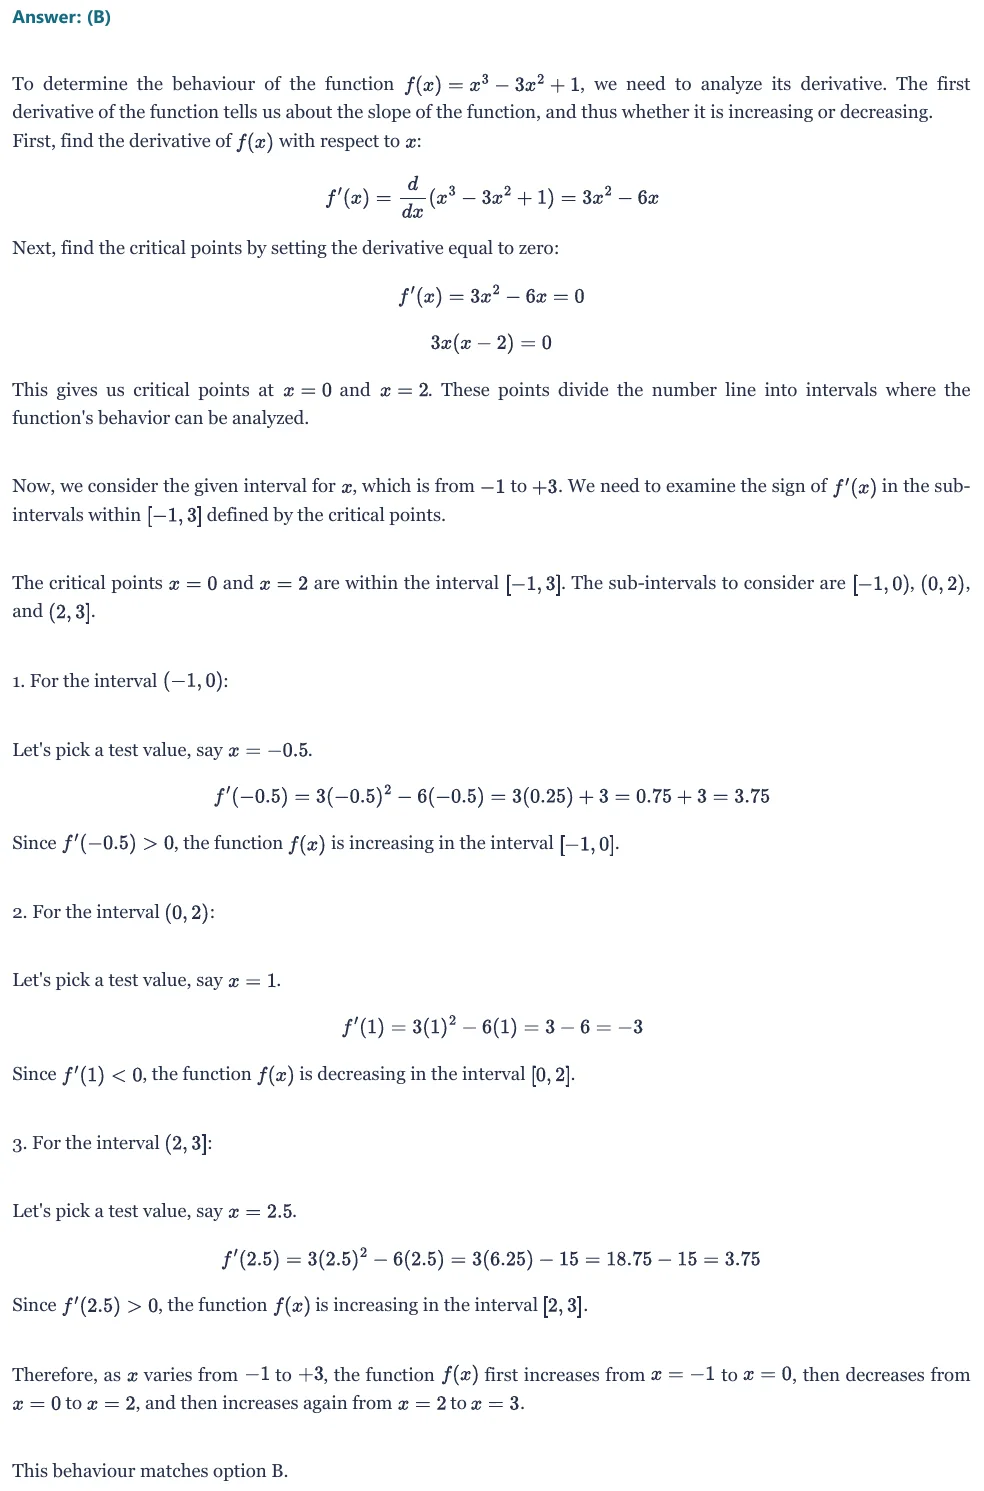 Answer: (B)
To determine the behaviour of the function f(x) = x³ − 3x² + 1, we need to analyze its derivative. The first
derivative of the function tells us about the slope of the function, and thus whether it is increasing or decreasing.
First, find the derivative of f(x) with respect to x:
f′(x) = d/dx (x³ − 3x² + 1) = 3x² − 6x
Next, find the critical points by setting the derivative equal to zero:
f′(x) = 3x² − 6x = 0
3x(x − 2) = 0
This gives us critical points at x = 0 and x = 2. These points divide the number line into intervals where the
function's behavior can be analyzed.
Now, we consider the given interval for x, which is from −1 to +3. We need to examine the sign of f′(x) in the sub-
intervals within [−1, 3] defined by the critical points.
The critical points x = 0 and x = 2 are within the interval [−1, 3]. The sub-intervals to consider are [−1, 0), (0, 2),
and (2, 3].
1. For the interval (−1, 0):
Let's pick a test value, say x = −0.5.
f′(−0.5) = 3(−0.5)² − 6(−0.5) = 3(0.25) + 3 = 0.75 + 3 = 3.75
Since f′(−0.5) > 0, the function f(x) is increasing in the interval [−1, 0].
2. For the interval (0, 2):
Let's pick a test value, say x = 1.
f′(1) = 3(1)² − 6(1) = 3 − 6 = −3
Since f′(1) < 0, the function f(x) is decreasing in the interval [0, 2].
3. For the interval (2, 3]:
Let's pick a test value, say x = 2.5.
f′(2.5) = 3(2.5)² − 6(2.5) = 3(6.25) − 15 = 18.75 − 15 = 3.75
Since f′(2.5) > 0, the function f(x) is increasing in the interval [2, 3].
Therefore, as x varies from −1 to +3, the function f(x) first increases from x = −1 to x = 0, then decreases from
x = 0 to x = 2, and then increases again from x = 2 to x = 3.
This behaviour matches option B.